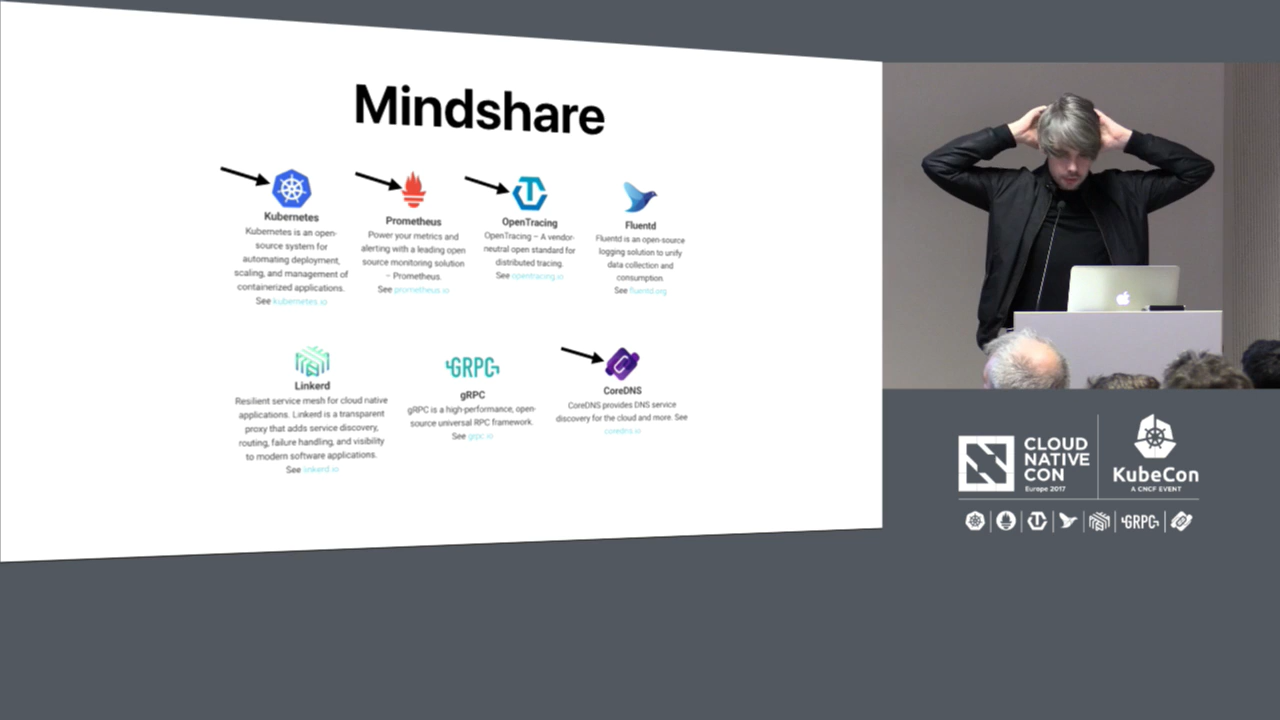 Mindshare
Kubernetes
Kubernetes is an open-
source system for
automating deployment,
scaling, and management of
containerized applications.
See kubernetes.io
Prometheus
Power your metrics and
alerting with a leading open
source monitoring solution
– Prometheus.
See prometheus.io
OpenTracing
OpenTracing – A vendor-
neutral open standard for
distributed tracing.
See opentracing.io
Fluentd
Fluentd is an open-source
logging solution to unify
data collection and
consumption.
See fluentd.org
Linkerd
Resilient service mesh for cloud native
applications. Linkerd is a transparent
proxy that adds service discovery,
routing, failure handling, and visibility
to modern software applications.
See linkerd.io
GRPC
gRPC
gRPC is a high-performance, open-
source universal RPC framework.
See grpc.io
CoreDNS
CoreDNS provides DNS service
discovery for the cloud and more. See
coredns.io
CLOUD
NATIVE
CON
Europe 2017
KubeCon
A CNCF EVENT
GRPC